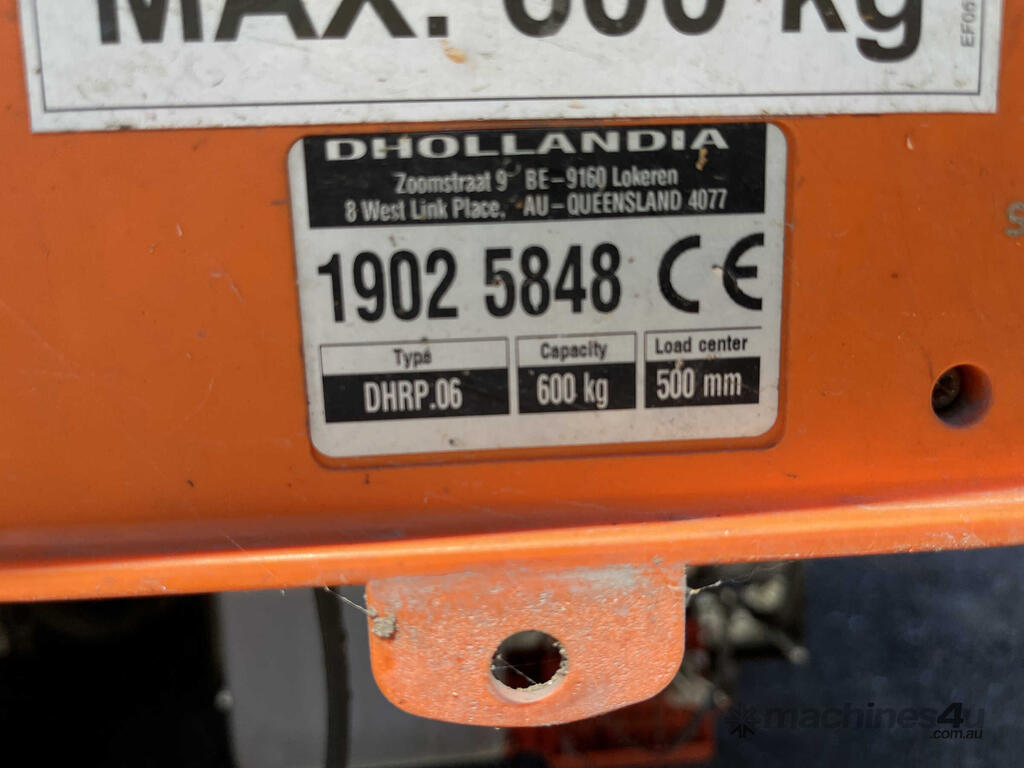 MAX. 600 kg
EF06
DHOLLANDIA
Zoomstraat 9 BE-9160 Lokeren
8 West Link Place, AU-QUEENSLAND 4077
1902 5848 CE
Type Capacity Load center
DHRP.06 600 kg 500 mm
S
machines4u
.com.au